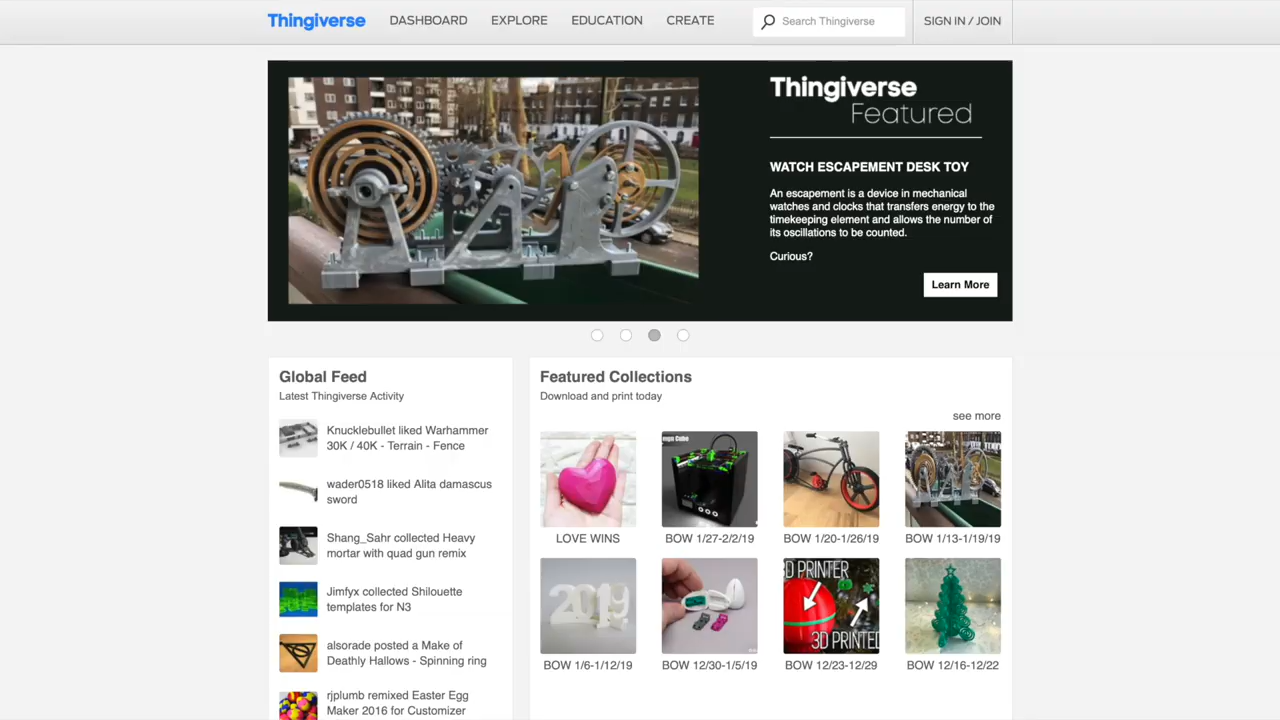 Thingiverse DASHBOARD EXPLORE EDUCATION CREATE Search Thingiverse SIGN IN / JOIN
Thingiverse
Featured
WATCH ESCAPEMENT DESK TOY
An escapement is a device in mechanical
watches and clocks that transfers energy to the
timekeeping element and allows the number of
its oscillations to be counted.
Curious?
Learn More
Global Feed
Latest Thingiverse Activity
Knucklebullet liked Warhammer
30K / 40K - Terrain - Fence
wader0518 liked Alita damascus
sword
Shang_Sahr collected Heavy
mortar with quad gun remix
Jimfyx collected Shilouette
templates for N3
alsorade posted a Make of
Deathly Hallows - Spinning ring
rjplumb remixed Easter Egg
Maker 2016 for Customizer
Featured Collections
Download and print today
see more
LOVE WINS
BOW 1/27-2/2/19
BOW 1/20-1/26/19
BOW 1/13-1/19/19
2019
3D PRINTER
3D PRINTED
BOW 1/6-1/12/19
BOW 12/30-1/5/19
BOW 12/23-12/29
BOW 12/16-12/22